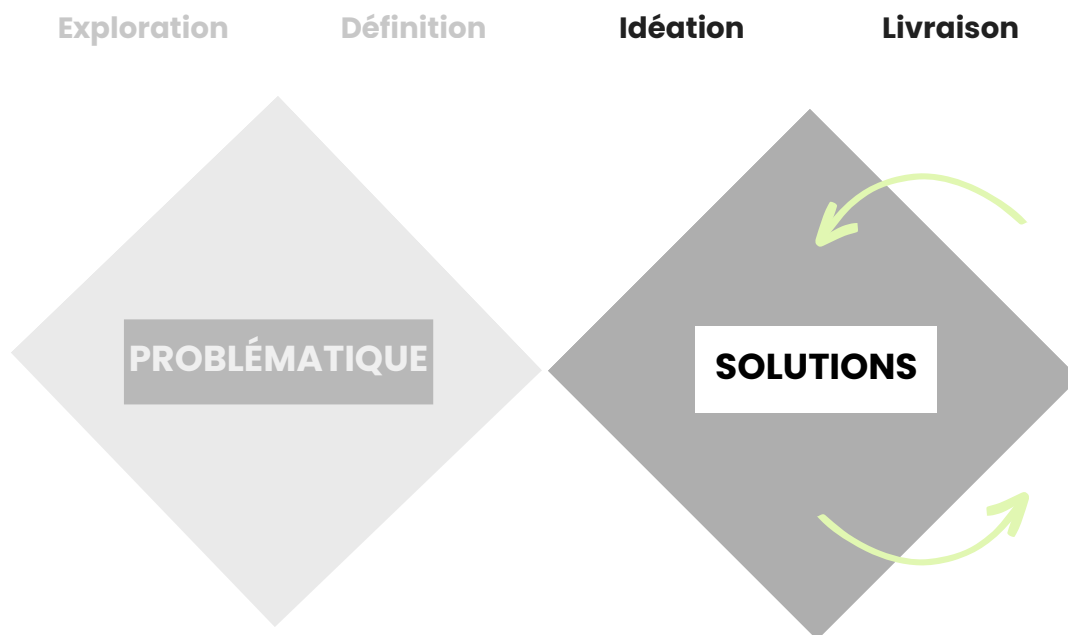 Exploration
Définition
Idéation
Livraison
PROBLÉMATIQUE
SOLUTIONS